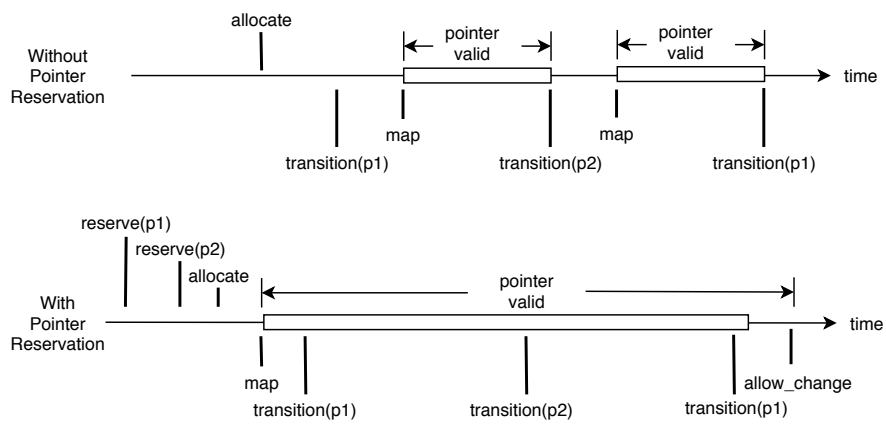 allocate
pointer
valid
pointer
valid
Without
Pointer
Reservation
time
map
map
transition(p1)
transition(p2)
transition(p1)
reserve(p1)
reserve(p2)
allocate
pointer
valid
With
Pointer
Reservation
time
map
allow_change
transition(p1)
transition(p2)
transition(p1)